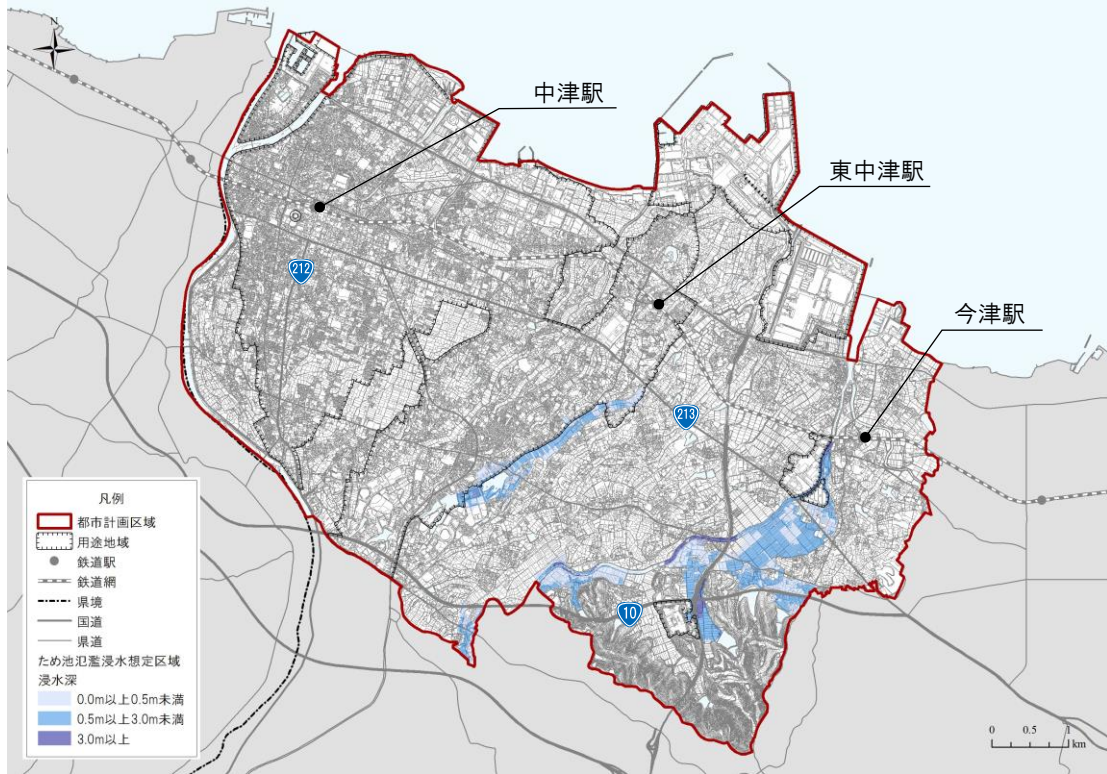 N
中津駅
東中津駅
今津駅
212
213
10
凡例
都市計画区域
用途地域
鉄道駅
鉄道網
県境
国道
県道
ため池氾濫浸水想定区域
浸水深
0.0m以上0.5m未満
0.5m以上3.0m未満
3.0m以上
0 0.5 1
km